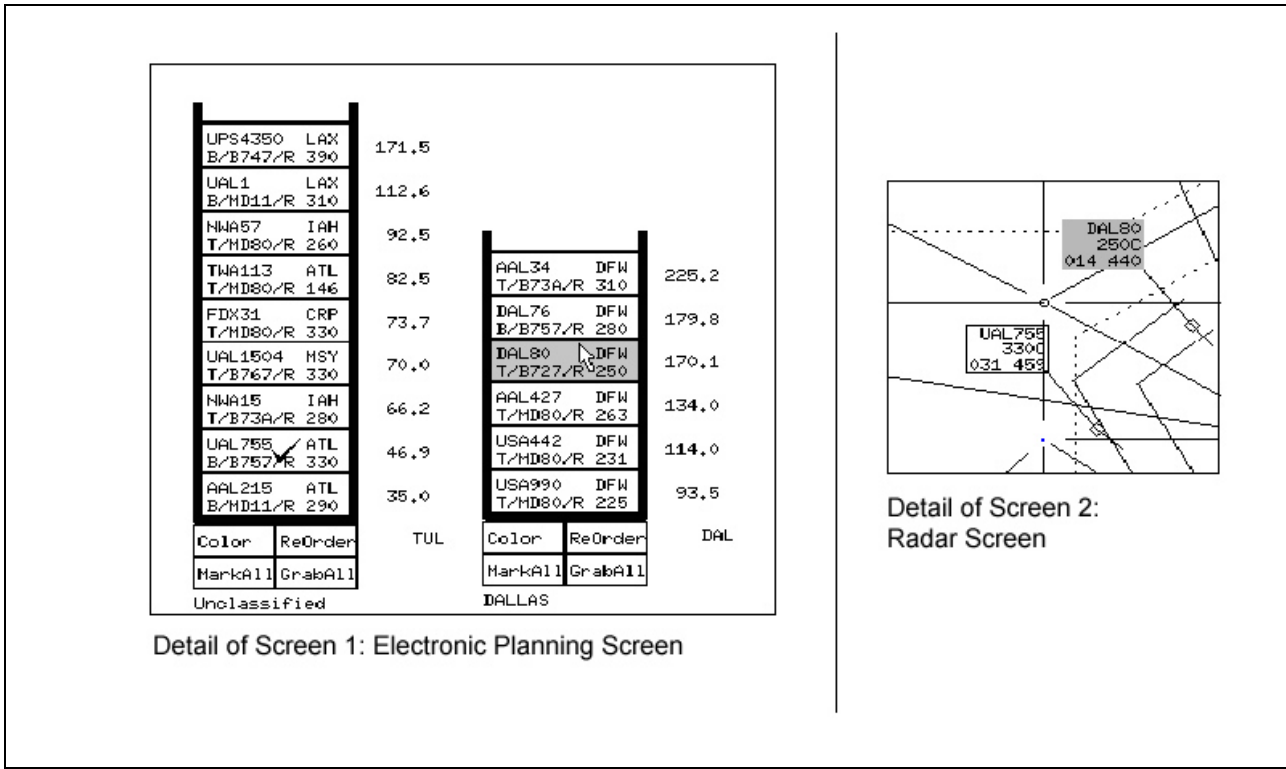 UPS4350 LAX
B/B747/R 390
171.5
UAL1 LAX
B/MD11/R 310
112.6
NWA57 IAH
T/MD80/R 260
92.5
TWA113 ATL
T/MD80/R 146
82.5
FDX31 CRP
T/MD80/R 330
73.7
UAL1504 MSY
T/B767/R 330
70.0
NWA15 IAH
T/B73A/R 280
66.2
UAL755 ATL
B/B757/R 330
46.9
AAL215 ATL
B/MD11/R 290
35.0
Color ReOrder
TUL
MarkAll GrabAll
Unclassified
AAL34 DFW
T/B73A/R 310
225.2
DAL76 DFW
B/B757/R 280
179.8
DAL80 DFW
T/B727/R 250
170.1
AAL427 DFW
T/MD80/R 263
134.0
USA442 DFW
T/MD80/R 231
114.0
USA990 DFW
T/MD80/R 225
93.5
Color ReOrder
DAL
MarkAll GrabAll
DALLAS
Detail of Screen 1: Electronic Planning Screen
DAL80
250C
014 440
UAL755
330C
031 459
Detail of Screen 2:
Radar Screen